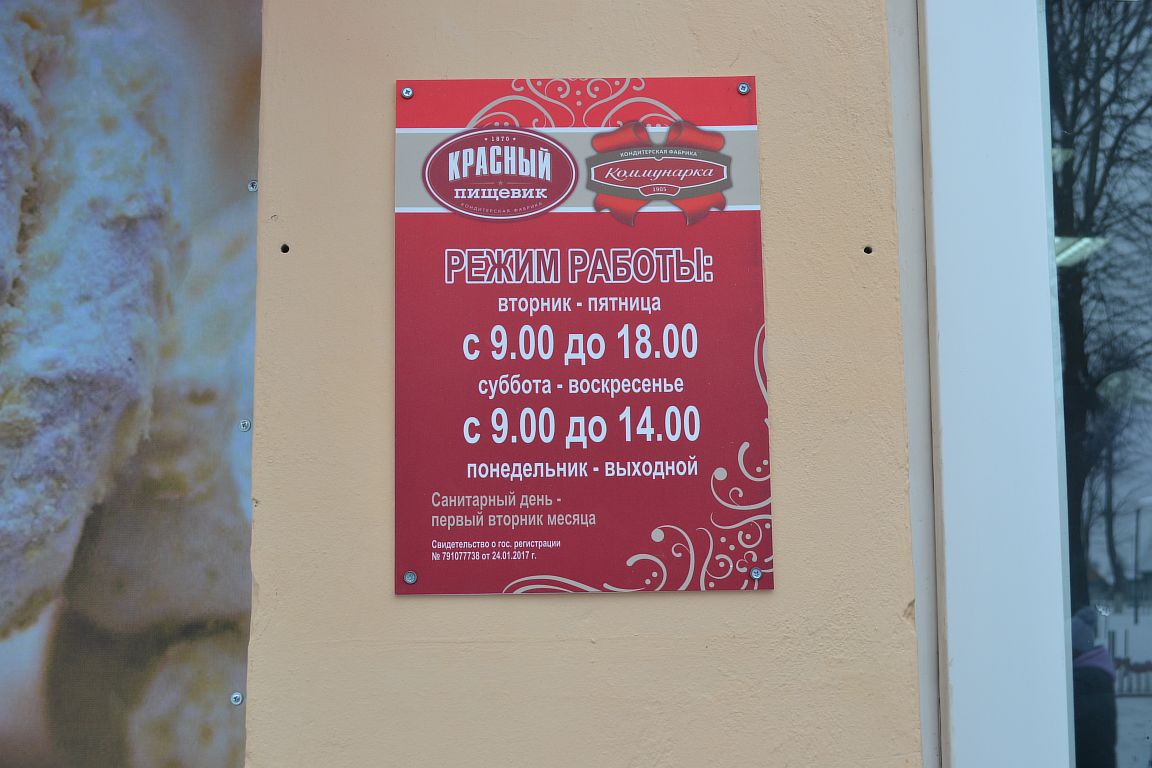 1870
КРАСНЫЙ
ПИЩЕВИК
КОНДИТЕРСКАЯ ФАБРИКА
КОНДИТЕРСКАЯ ФАБРИКА
Коммунарка
1905
РЕЖИМ РАБОТЫ:
вторник - пятница
с 9.00 до 18.00
суббота - воскресенье
с 9.00 до 14.00
понедельник - выходной
Санитарный день -
первый вторник месяца
Свидетельство о гос. регистрации
№ 791077738 от 24.01.2017 г.